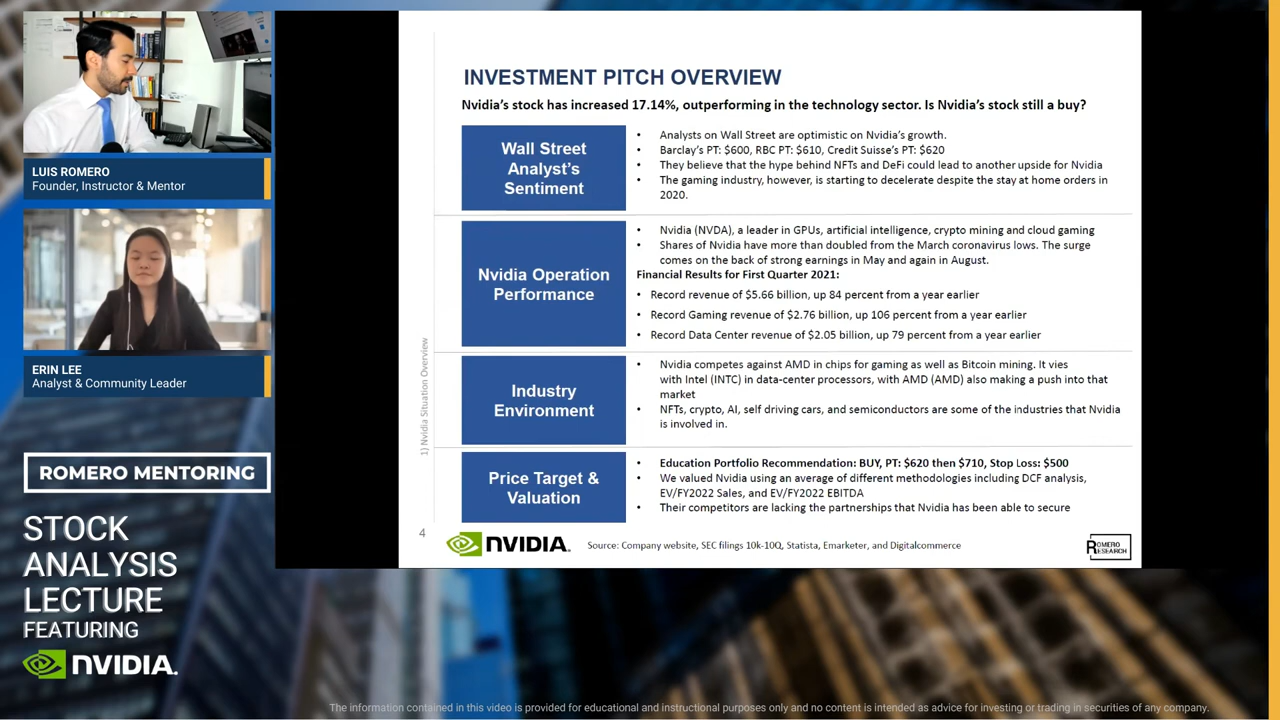 LUIS ROMERO
Founder, Instructor & Mentor
ERIN LEE
Analyst & Community Leader
ROMERO MENTORING
STOCK
ANALYSIS
LECTURE
FEATURING
NVIDIA.
INVESTMENT PITCH OVERVIEW
Nvidia's stock has increased 17.14%, outperforming in the technology sector. Is Nvidia's stock still a buy?
Wall Street
Analyst's
Sentiment
• Analysts on Wall Street are optimistic on Nvidia's growth.
• Barclay's PT: $600, RBC PT: $610, Credit Suisse's PT: $620
• They believe that the hype behind NFTs and DeFi could lead to another upside for Nvidia
• The gaming industry, however, is starting to decelerate despite the stay at home orders in
2020.
Nvidia Operation
Performance
• Nvidia (NVDA), a leader in GPUs, artificial intelligence, crypto mining and cloud gaming
• Shares of Nvidia have more than doubled from the March coronavirus lows. The surge
comes on the back of strong earnings in May and again in August.
Financial Results for First Quarter 2021:
• Record revenue of $5.66 billion, up 84 percent from a year earlier
• Record Gaming revenue of $2.76 billion, up 106 percent from a year earlier
• Record Data Center revenue of $2.05 billion, up 79 percent from a year earlier
Industry
Environment
• Nvidia competes against AMD in chips for gaming as well as Bitcoin mining. It vies
with Intel (INTC) in data-center processors, with AMD (AMD) also making a push into that
market
• NFTs, crypto, AI, self driving cars, and semiconductors are some of the industries that Nvidia
is involved in.
Price Target &
Valuation
• Education Portfolio Recommendation: BUY, PT: $620 then $710, Stop Loss: $500
• We valued Nvidia using an average of different methodologies including DCF analysis,
EV/FY2022 Sales, and EV/FY2022 EBITDA
• Their competitors are lacking the partnerships that Nvidia has been able to secure
1) Nvidia Situation Overview
4
NVIDIA.
Source: Company website, SEC filings 10k-10Q, Statista, Emarketer, and Digitalcommerce
ROMERO
RESEARCH
The information contained in this video is provided for educational and instructional purposes only and no content is intended as advice for investing or trading in securities of any company.